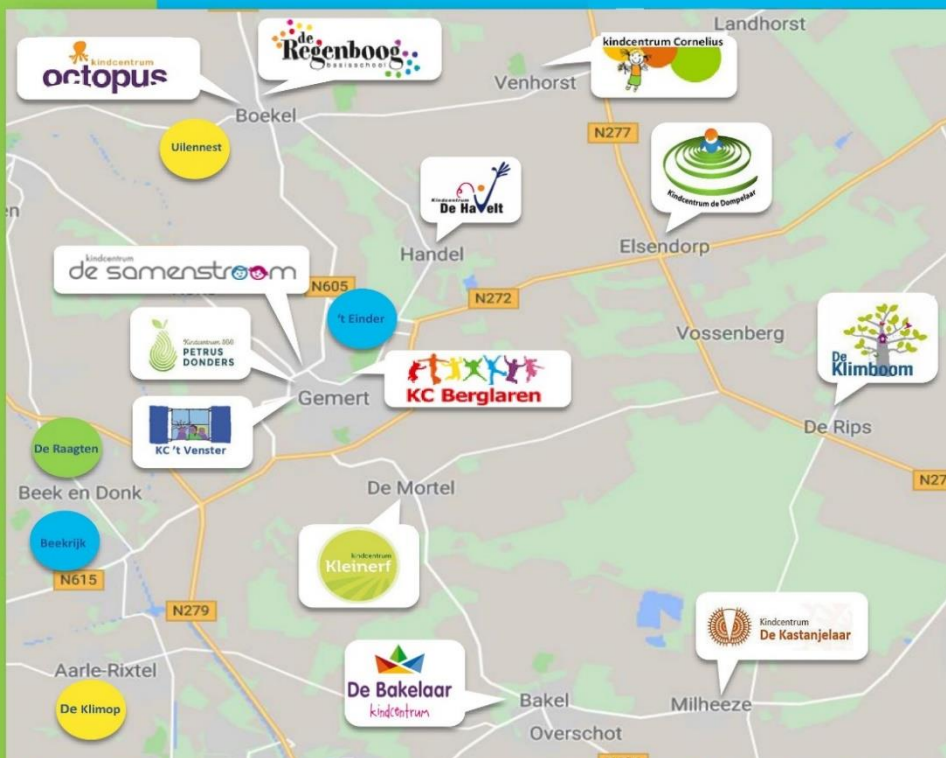 Landhorst
kindcentrum
octopus
de
Regenboog
basisschool
kindcentrum Cornelius
Venhorst
Boekel
N277
Uilennest
Kindcentrum
De HaVelt
Kindcentrum de Dompelaar
Handel
Elsendorp
kindcentrum
de samenstroom
N605
N272
't Einder
Vossenberg
PETRUS
DONDERS
De
Klimboom
KC Berglaren
Gemert
KC 't Venster
De Rips
De Raagten
Beek en Donk
De Mortel
N27
Beekrijk
N615
kindcentrum
Kleinerf
N279
Kindcentrum
De Kastanjelaar
Aarle-Rixtel
De Klimop
De Bakelaar
kindcentrum
Bakel
Milheeze
Overschot